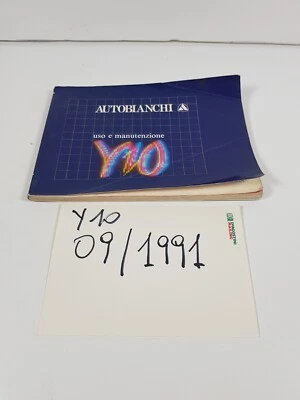 AUTOBIANCHI
uso e manutenzione
Y10
Y10
09/1991